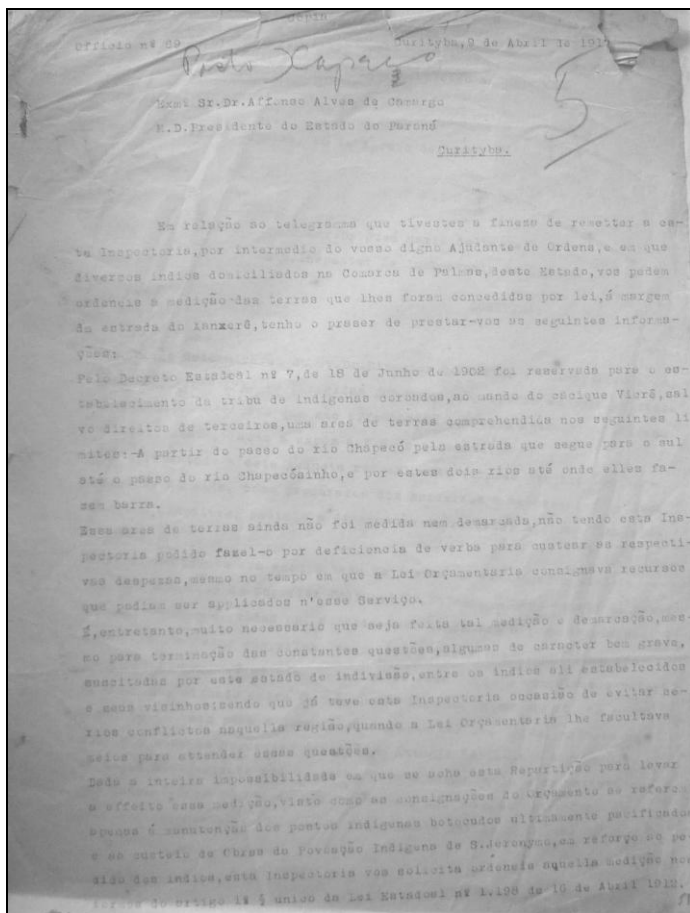 Copia
Officio nº 69 Curityba, 9 de Abril de 191
Posto Xapecó
5
Exmº Sr.Dr.Affonso Alves de Camargo
M.D.Presidente do Estado do Paraná
Curityba.
Em relação ao telegramma que tivestes a fineza de remetter a es-
ta Inspectoria,por intermedio do vosso digno Ajudante de Ordens,e em que
diversos indios domiciliados na Comarca de Palmas,deste Estado,vos pedem
ordeneis a medição das terras que lhes foram concedidas por lei,á margem
da estrada do Xanxerê,tenho o praser de prestar-vos as seguintes informa-
ções:
Pelo Decreto Estadoal nº 7,de 18 de Junho de 1902 foi reservada para o es-
tabelecimento da tribu de indigenas coroados,ao mando do cacique Vicrê,sal
vo direitos de terceiros,uma area de terras comprehendida nos seguintes li
mites:-A partir do passo do rio Chapecó pela estrada que segue para o sul
até o passo do rio Chapecósinho,e por estes dois rios até onde elles fa-
sem barra.
Essa area de terras ainda não foi medida nem demarcada,não tendo esta Ins-
pectoria podido fazel-o por deficiencia de verba para custear as respecti-
vas despezas,mesmo no tempo em que a Lei Orçamentaria consignava recursos
que podiam ser applicados n'esse Serviço.
É,entretanto,muito necessario que seja feita tal medição e demarcação,mes-
mo para terminação das constantes questões,algumas de caracter bem grave,
suscitadas por este estado de indivisão,entre os indios ali estabelecidos
e seus visinhos:sendo que já teve esta Inspectoria occasião de evitar se-
rios conflictos naquella região,quando a Lei Orçamentaria lhe facultava
meios para attender essas questões.
Dada a inteira impossibilidade em que se acha esta Repartição para levar
a effeito essa medição,visto como as consignações do Orçamento se referem
apenas á manutenção dos postos indigenas botocudos ultimamente pacificados
e ao custeio de Obras da Povoação Indigena de S.Jeronymo,em reforço ao pe-
dido dos indios,esta Inspectoria vos solicita ordeneis aquella medição nos
termos do artigo 1º § unico da Lei Estadoal nº 1.198 de 16 de Abril 1912.